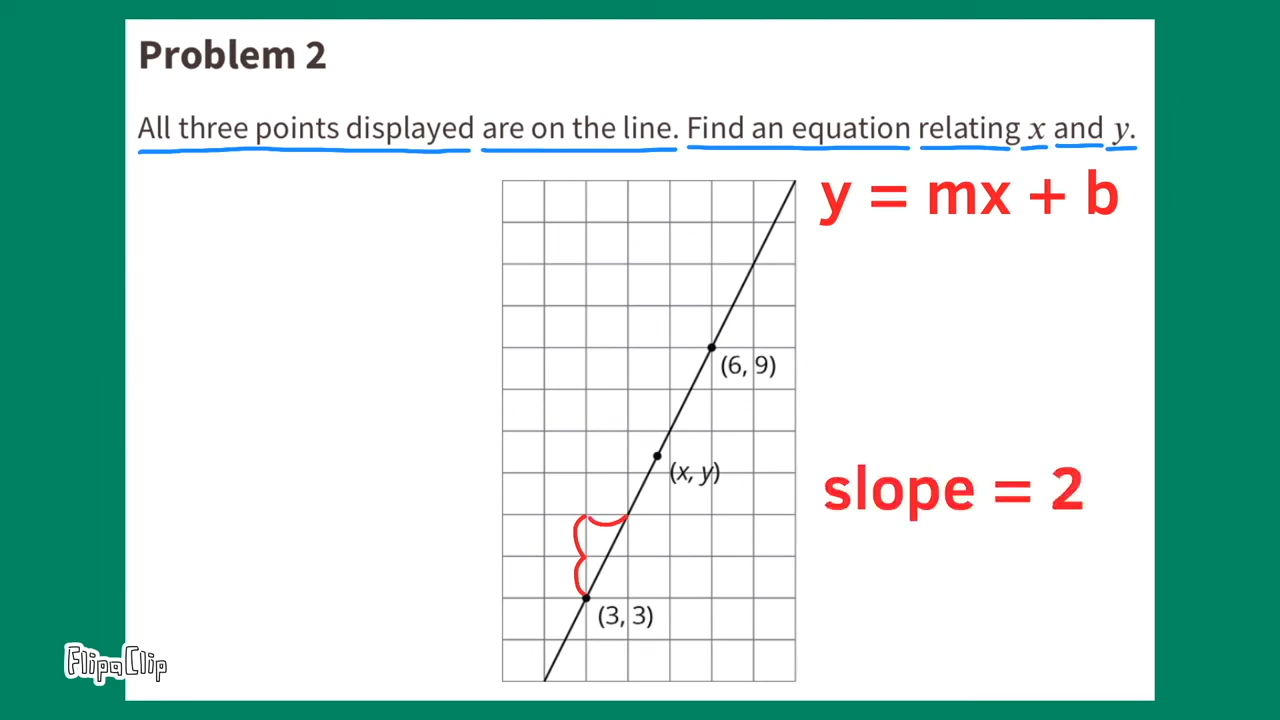 Problem 2
All three points displayed are on the line. Find an equation relating x and y.
y = mx + b
(6, 9)
(x, y)
slope = 2
(3, 3)
FlipaClip